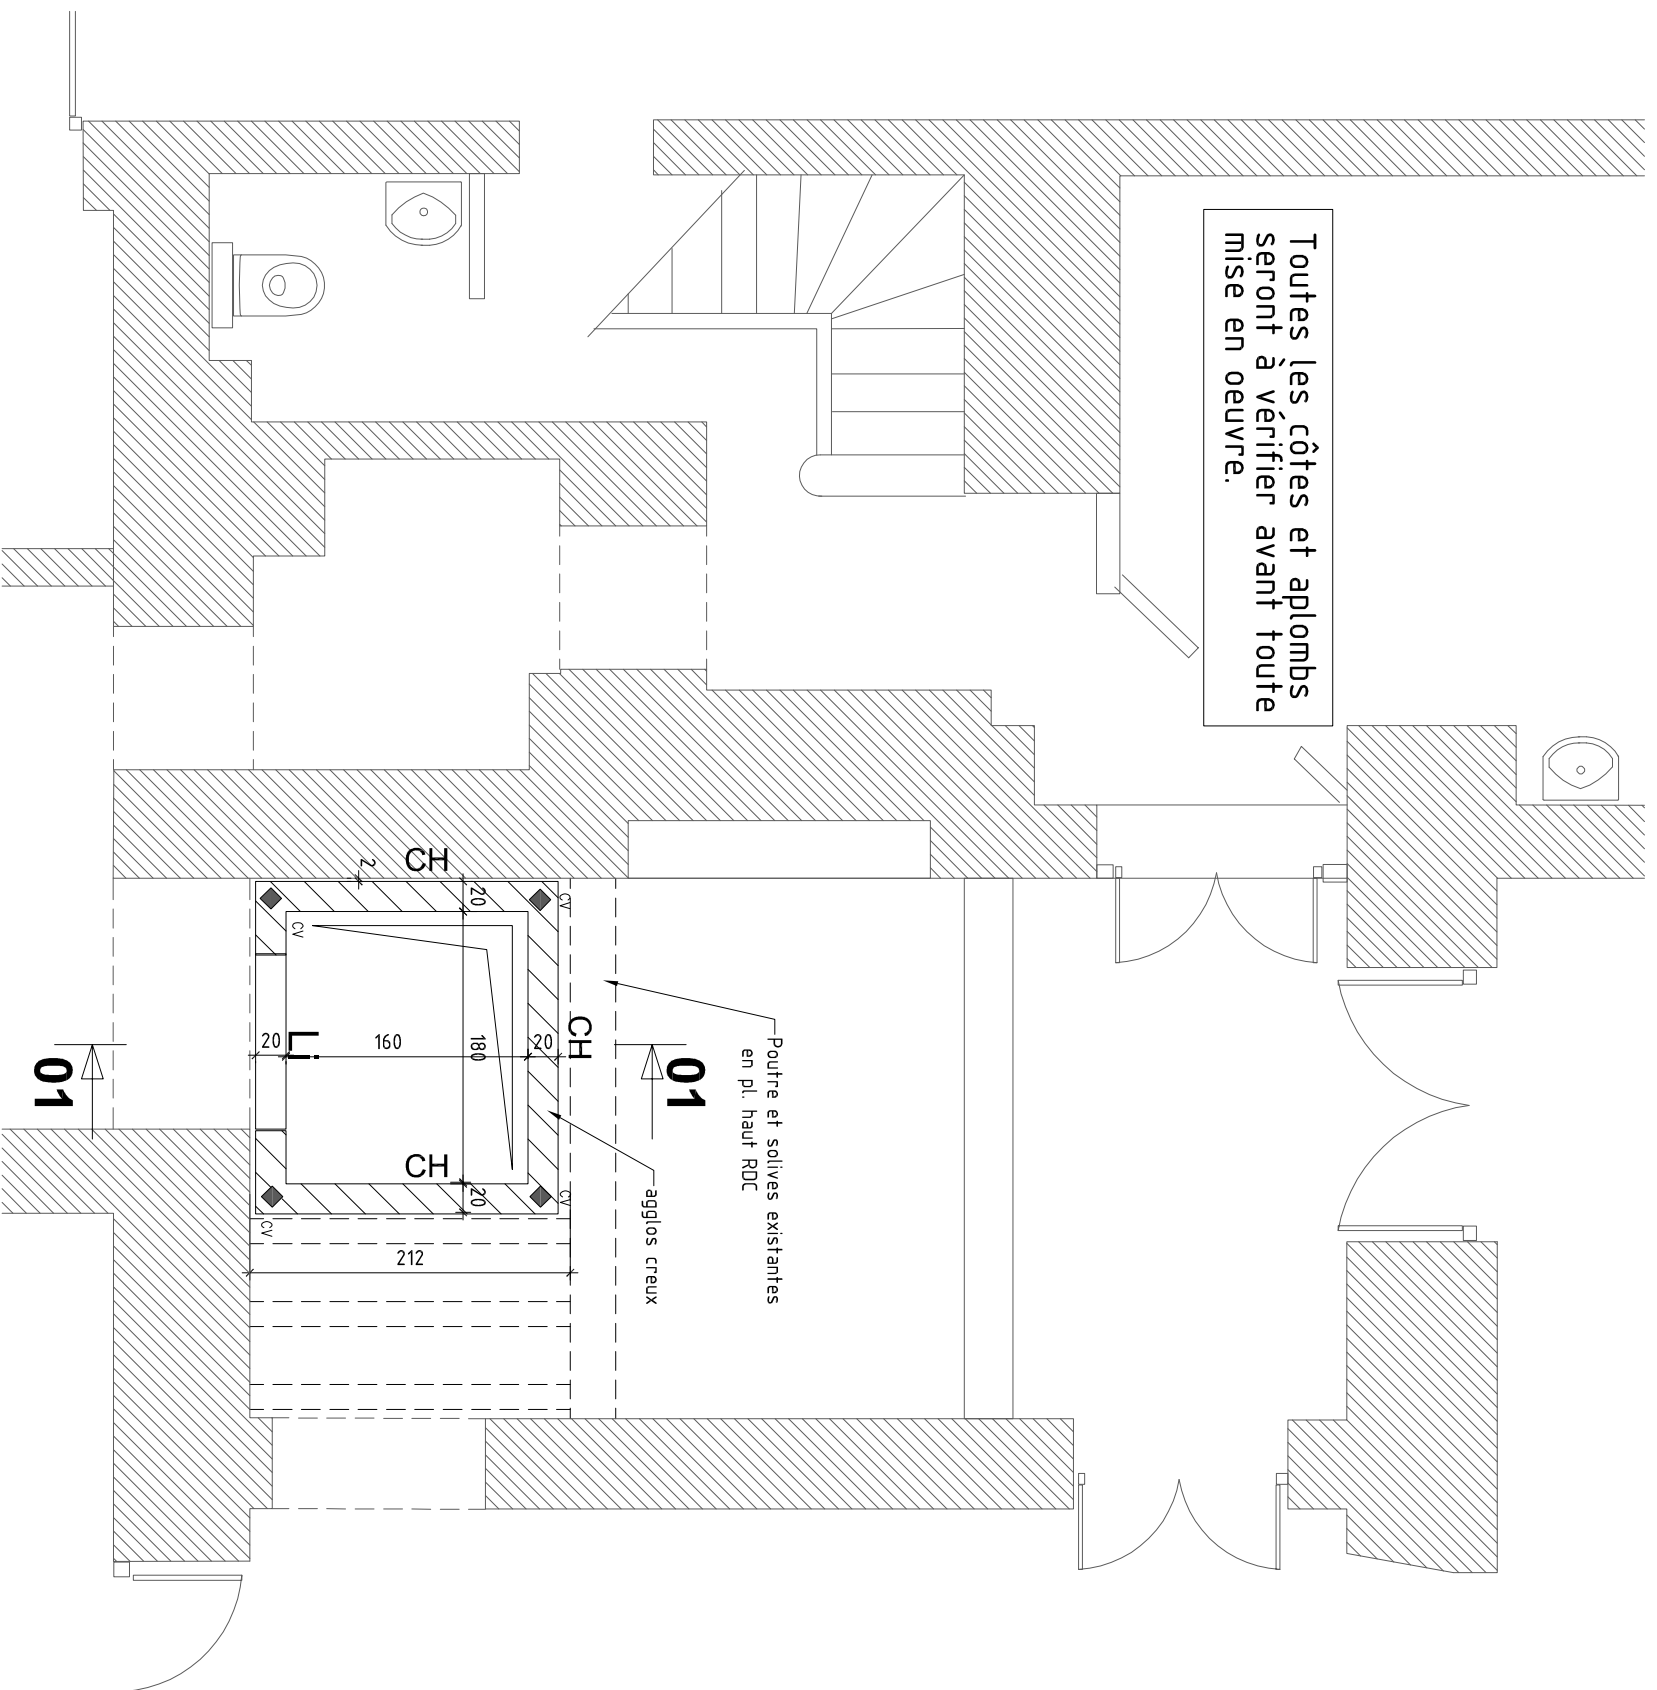 Toutes les côtes et aplombs
seront à vérifier avant toute
mise en oeuvre.
CH
2
20
CV
CV
20
Li
160
180
20
CH
01
01
Poutre et solives existantes
en pl. haut RDC
agglos creux
CH
20
CV
CV
212